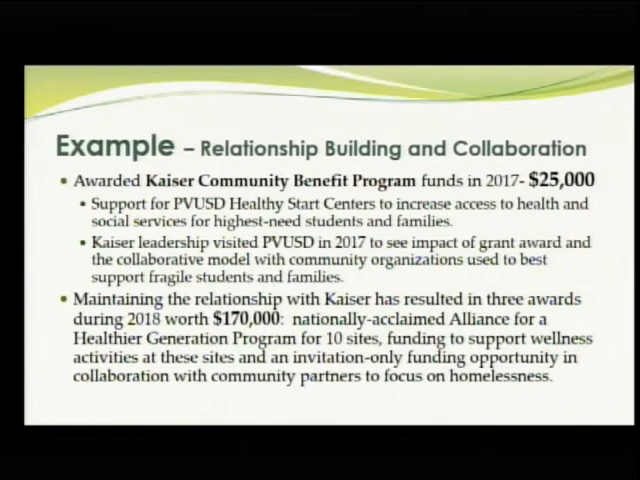 Example – Relationship Building and Collaboration
• Awarded Kaiser Community Benefit Program funds in 2017- $25,000
• Support for PVUSD Healthy Start Centers to increase access to health and
social services for highest-need students and families.
• Kaiser leadership visited PVUSD in 2017 to see impact of grant award and
the collaborative model with community organizations used to best
support fragile students and families.
• Maintaining the relationship with Kaiser has resulted in three awards
during 2018 worth $170,000: nationally-acclaimed Alliance for a
Healthier Generation Program for 10 sites, funding to support wellness
activities at these sites and an invitation-only funding opportunity in
collaboration with community partners to focus on homelessness.